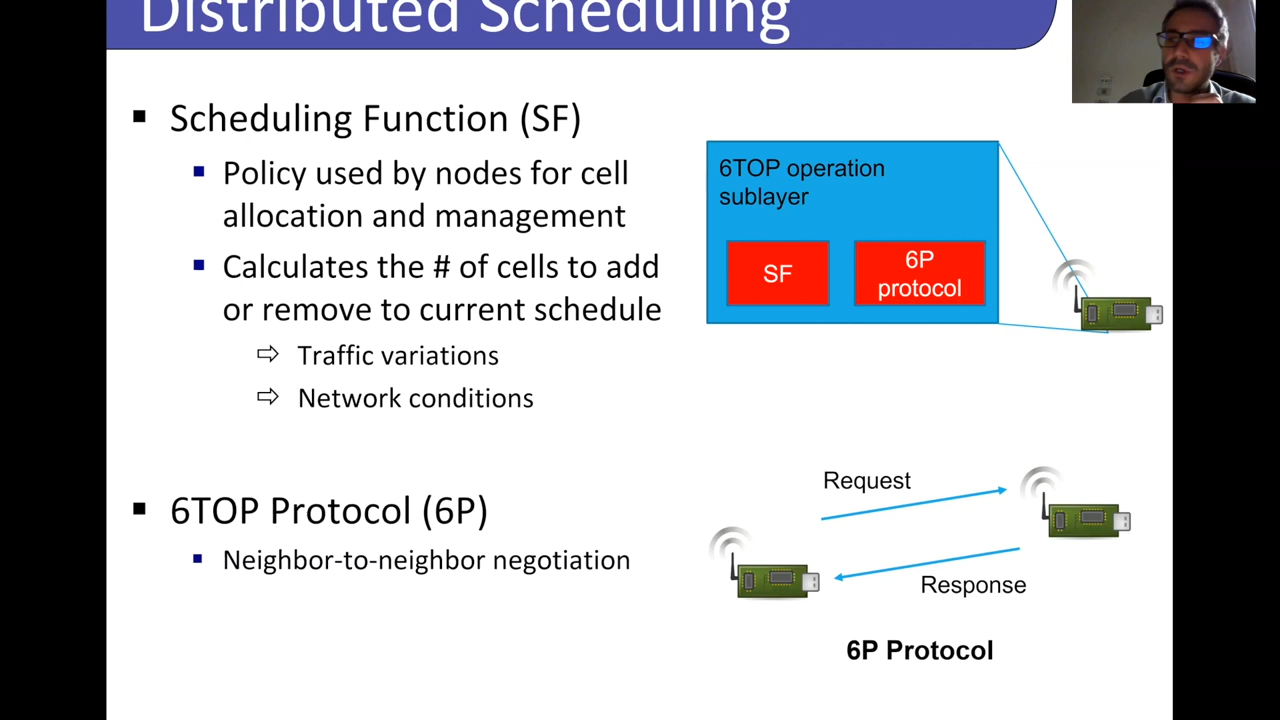 Distributed Scheduling
Scheduling Function (SF)
Policy used by nodes for cell
allocation and management
Calculates the # of cells to add
or remove to current schedule
Traffic variations
Network conditions
6TOP Protocol (6P)
Neighbor-to-neighbor negotiation
6TOP operation
sublayer
SF
6P
protocol
Request
Response
6P Protocol